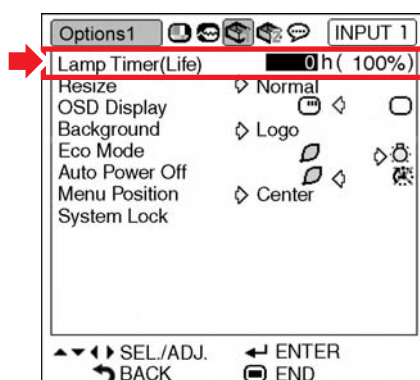 Options1 INPUT 1
Lamp Timer(Life) 0 h ( 100%)
Resize Normal
OSD Display
Background Logo
Eco Mode
Auto Power Off
Menu Position Center
System Lock
SEL./ADJ. ENTER
BACK END